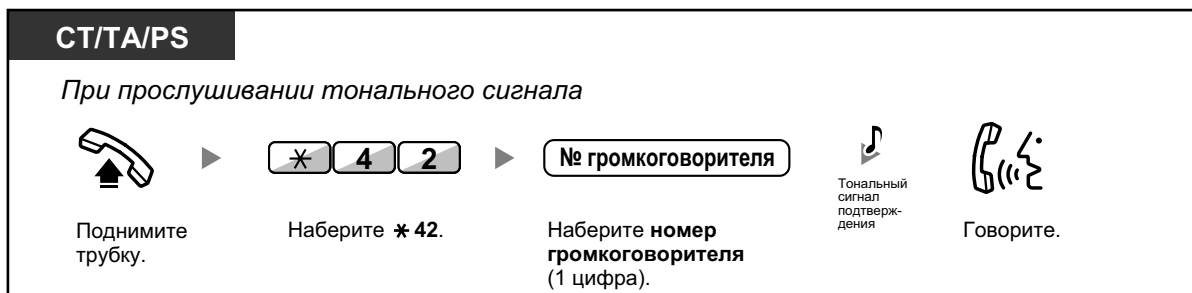 CT/TA/PS
При прослушивании тонального сигнала
* 4 2
№ громкоговорителя
Поднимите
трубку.
Наберите * 42.
Наберите номер
громкоговорителя
(1 цифра).
Тональный
сигнал
подтверж-
дения
Говорите.